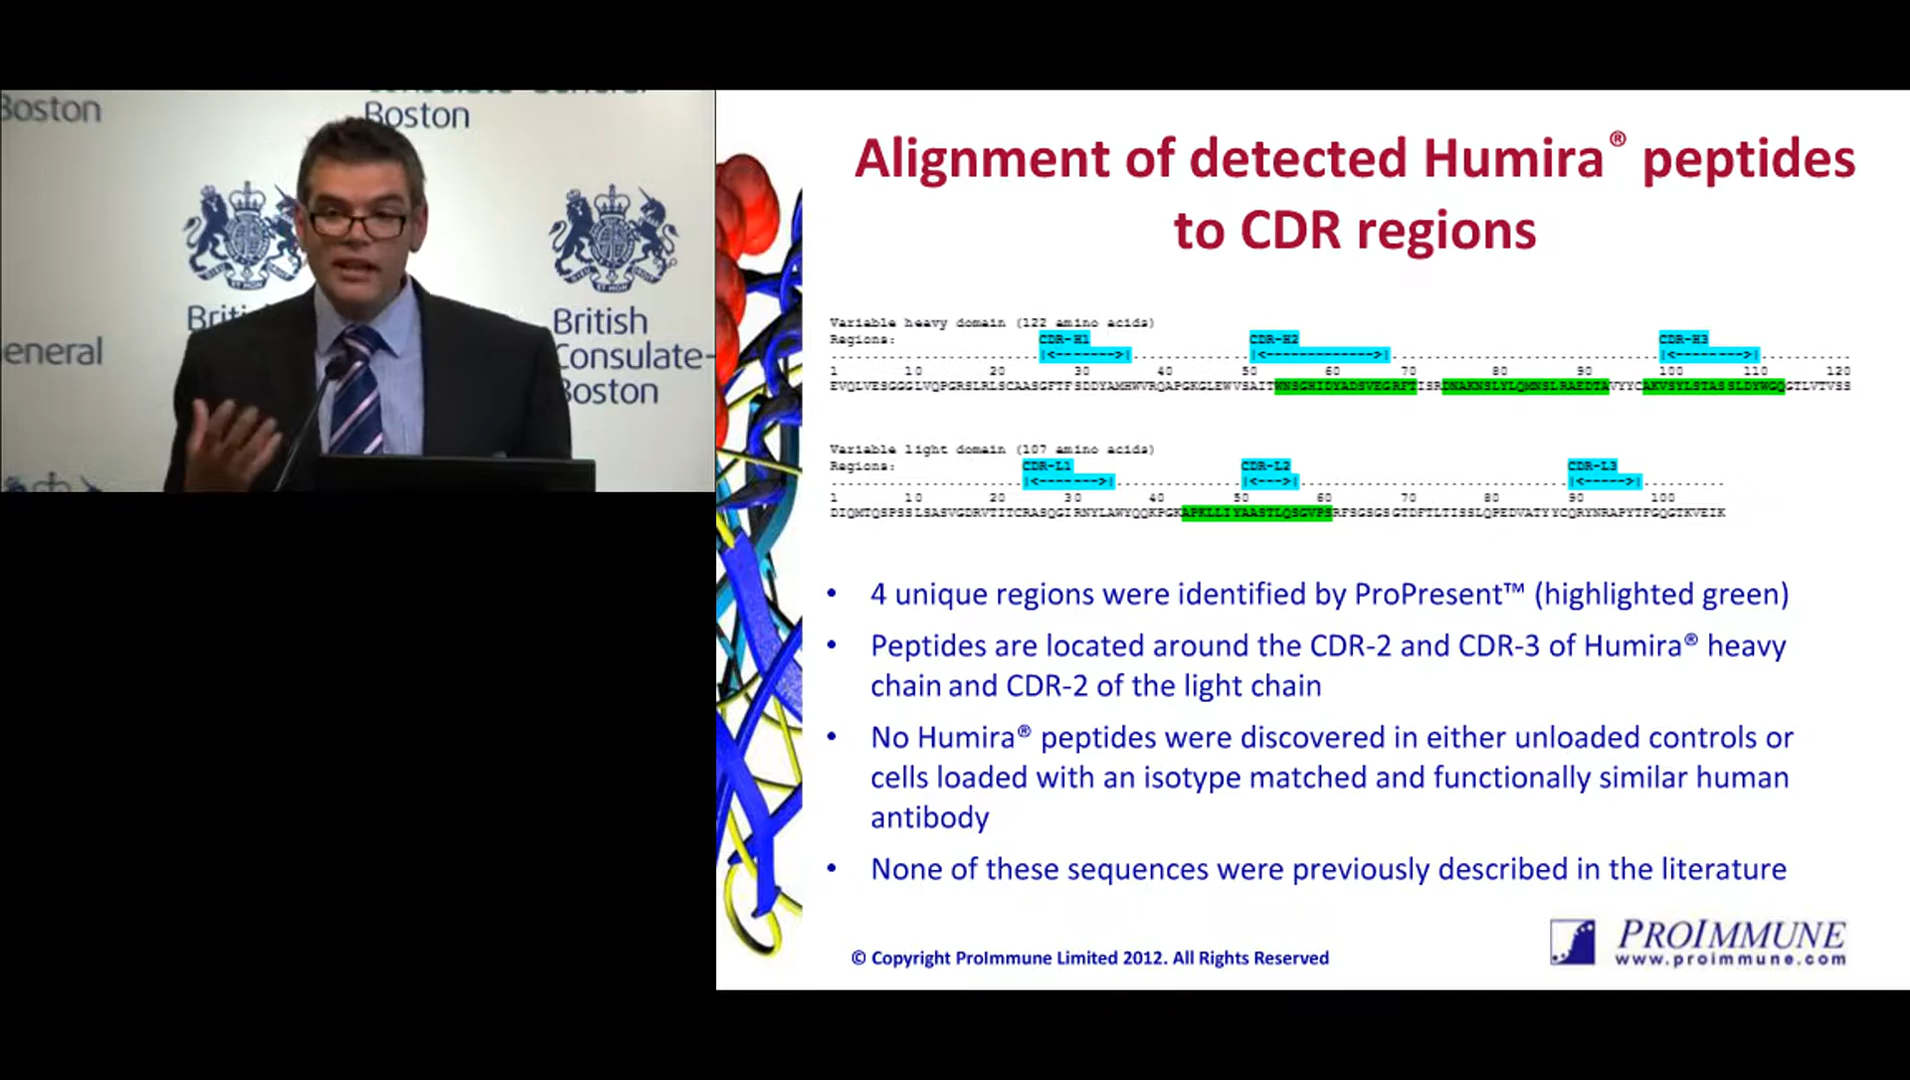 Boston
Consulate-General
Boston
eneral
British
British
Consulate-
Boston
Alignment of detected Humira® peptides
to CDR regions
Variable heavy domain (122 amino acids)
Regions: CDR-H1 CDR-H2 CDR-H3
1 10 20 30 40 50 60 70 80 90 100 110 120
EVQLVESGGGLVQPGRSLRLSCAASGFTFSDDYAMHWVRQAPGKGLEWVSAITWNSGHIDYADSVEGRFTISRDNAKNSLYLQMNSLRAEDTAVYYCAKVSYLSTASSLDYWGQGTLVTVSS
Variable light domain (107 amino acids)
Regions: CDR-L1 CDR-L2 CDR-L3
1 10 20 30 40 50 60 70 80 90 100
DIQMTQSPSSLSASVGDRVTITCRASQGIRNYLAWYQQKPGKAPKLLIYAASTLQSGVPSRFSGSGSGTDFTLTISSLQPEDVATYYCQRYNRAPYTFGQGTKVEIK
• 4 unique regions were identified by ProPresent™ (highlighted green)
• Peptides are located around the CDR-2 and CDR-3 of Humira® heavy
chain and CDR-2 of the light chain
• No Humira® peptides were discovered in either unloaded controls or
cells loaded with an isotype matched and functionally similar human
antibody
• None of these sequences were previously described in the literature
© Copyright ProImmune Limited 2012. All Rights Reserved
PROIMMUNE
www.proimmune.com